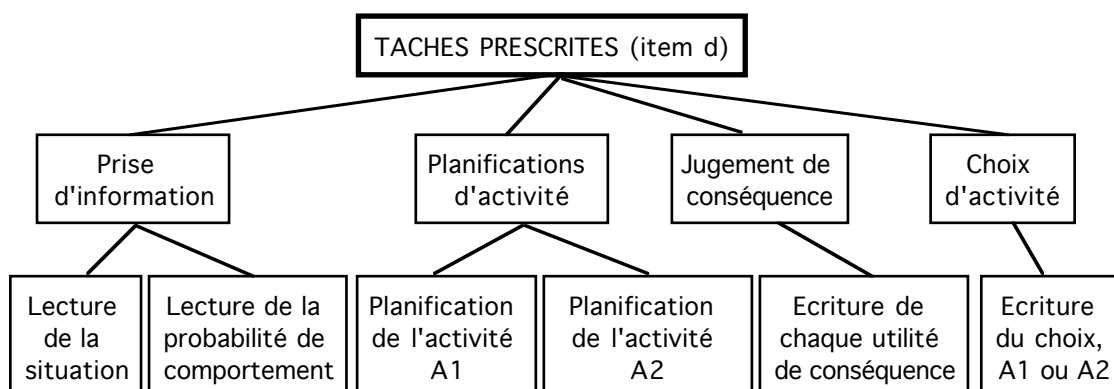 TACHES PRESCRITES (item d)
Prise
d'information
Planifications
d'activité
Jugement de
conséquence
Choix
d'activité
Lecture
de la
situation
Lecture de la
probabilité de
comportement
Planification
de l'activité
A1
Planification
de l'activité
A2
Ecriture de
chaque utilité
de conséquence
Ecriture
du choix,
A1 ou A2